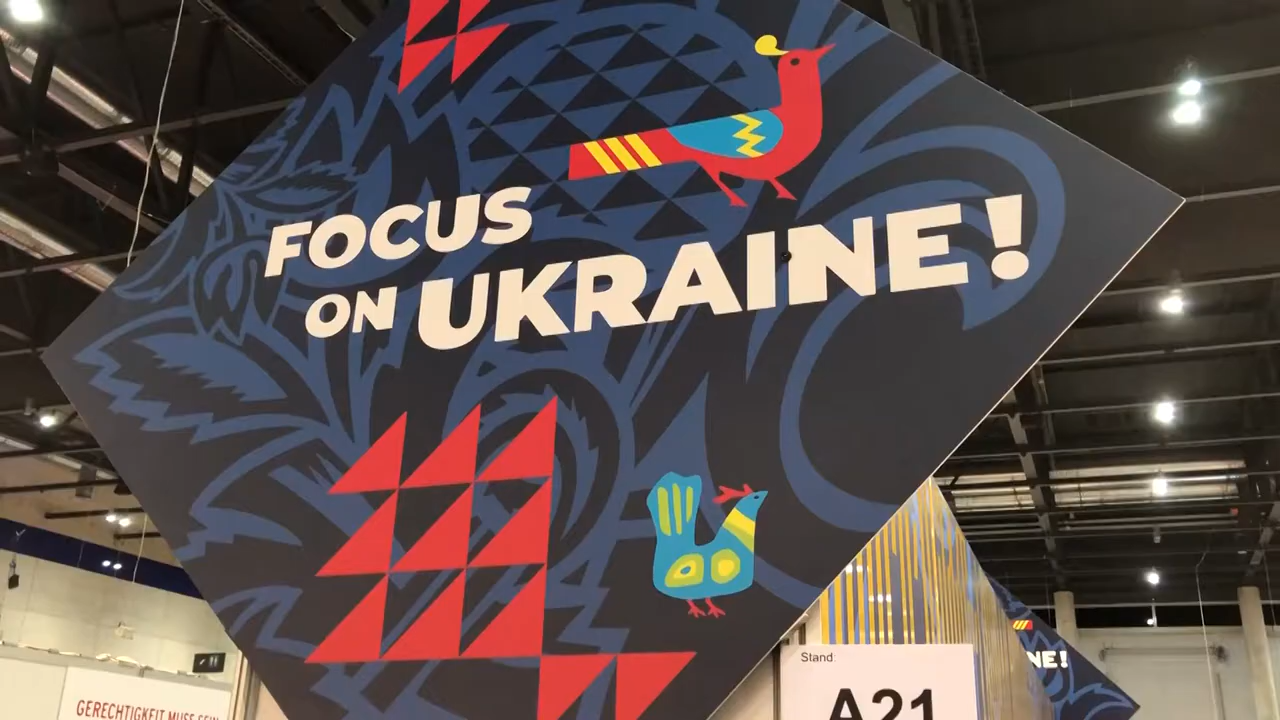 FOCUS
ON UKRAINE!
NE!
Stand:
A21
GERECHTIGKEIT MUSS SEIN